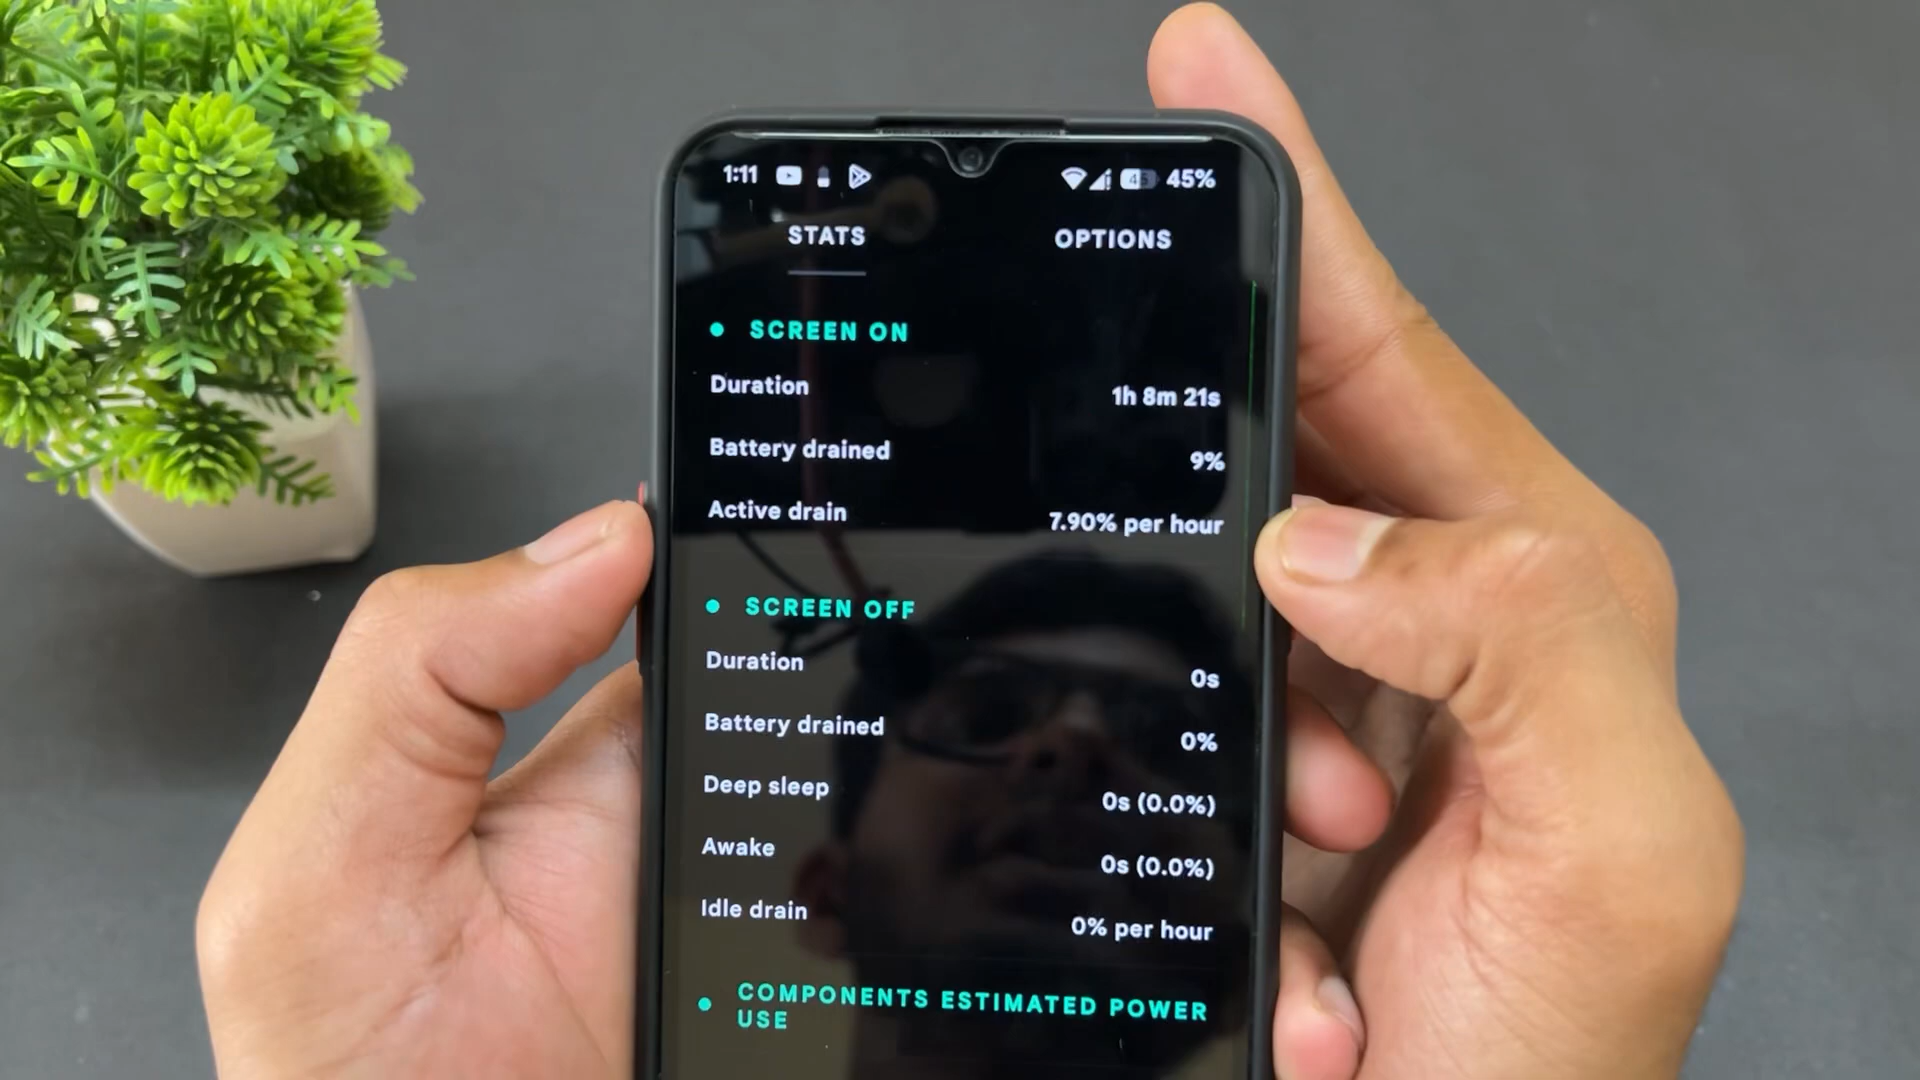 1:11 45 45%
STATS OPTIONS
SCREEN ON
Duration 1h 8m 21s
Battery drained 9%
Active drain 7.90% per hour
SCREEN OFF
Duration 0s
Battery drained 0%
Deep sleep 0s (0.0%)
Awake 0s (0.0%)
Idle drain 0% per hour
COMPONENTS ESTIMATED POWER
USE